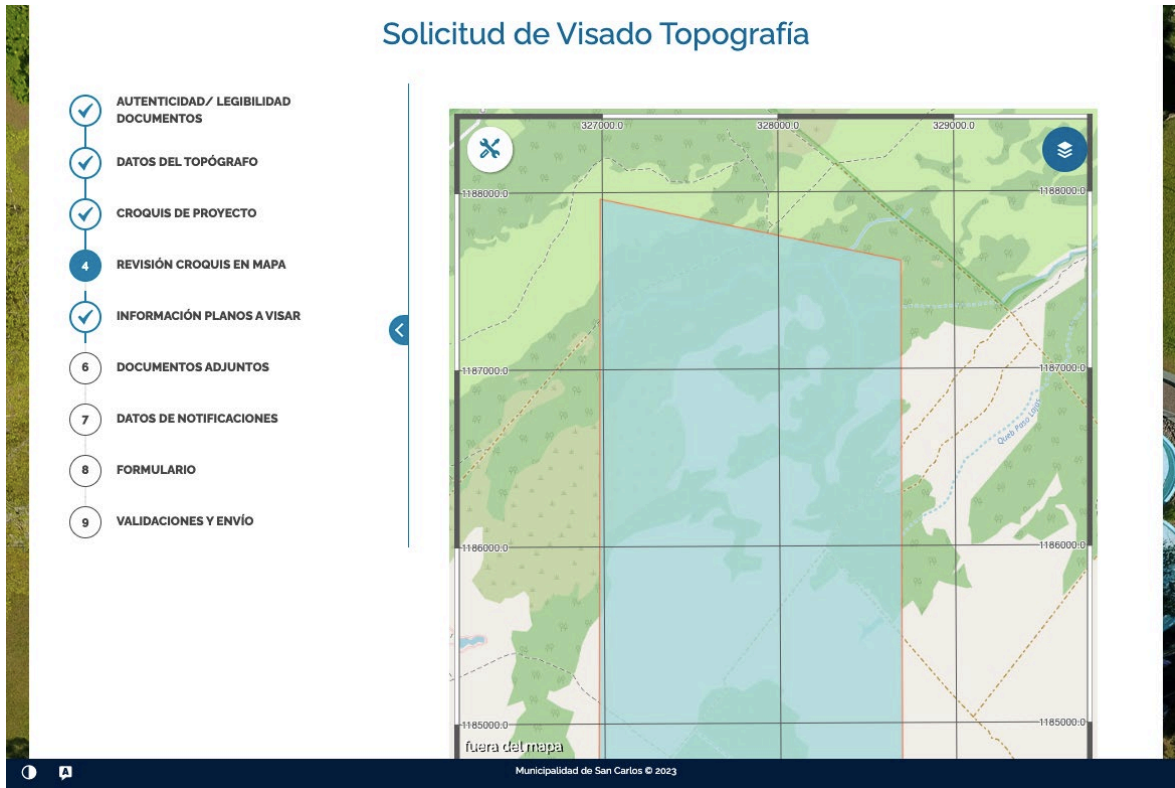 Solicitud de Visado Topografía
AUTENTICIDAD/ LEGIBILIDAD
DOCUMENTOS
DATOS DEL TOPÓGRAFO
CROQUIS DE PROYECTO
4
REVISIÓN CROQUIS EN MAPA
INFORMACIÓN PLANOS A VISAR
6
DOCUMENTOS ADJUNTOS
7
DATOS DE NOTIFICACIONES
8
FORMULARIO
9
VALIDACIONES Y ENVÍO
327000.0 328000.0 329000.0
1188000.0 1188000.0
1187000.0 1187000.0
Queb Paso Lajas
1186000.0 1186000.0
1185000.0 1185000.0
fuera del mapa
A
Municipalidad de San Carlos © 2023